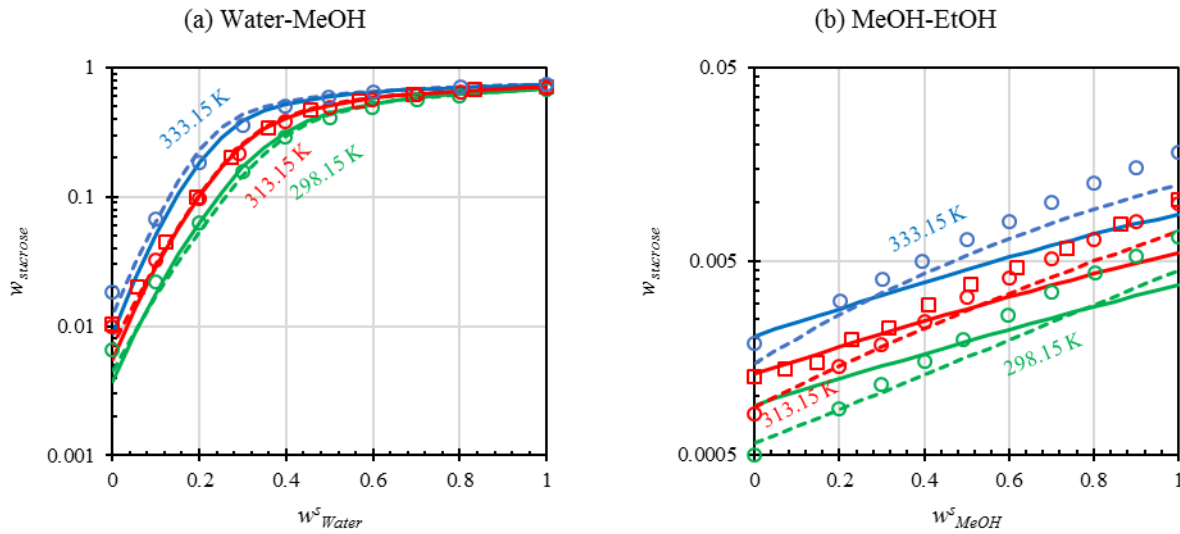 (a) Water-MeOH
1
0.1
0.01
0.001
w_sucrose
333.15 K
313.15 K
298.15 K
0 0.2 0.4 0.6 0.8 1
w^s_Water
(b) MeOH-EtOH
0.05
0.005
0.0005
w_sucrose
333.15 K
298.15 K
313.15 K
0 0.2 0.4 0.6 0.8 1
w^s_MeOH